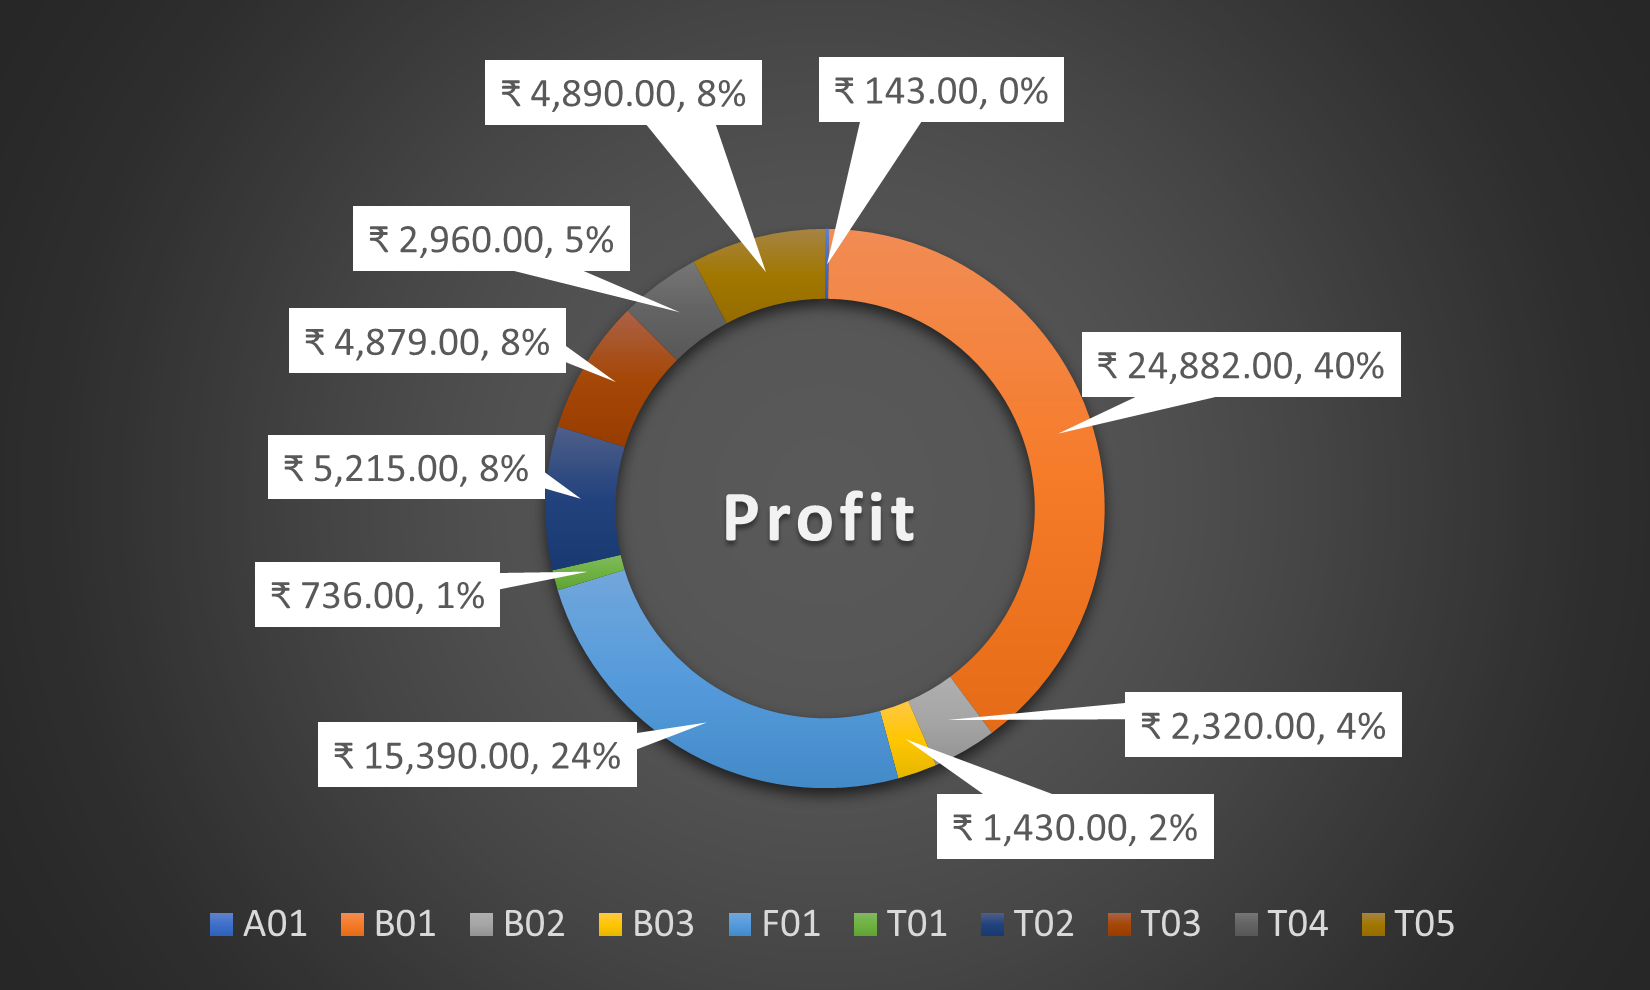 ₹ 4,890.00, 8%
₹ 143.00, 0%
₹ 2,960.00, 5%
₹ 4,879.00, 8%
₹ 24,882.00, 40%
₹ 5,215.00, 8%
Profit
₹ 736.00, 1%
₹ 15,390.00, 24%
₹ 2,320.00, 4%
₹ 1,430.00, 2%
A01 B01 B02 B03 F01 T01 T02 T03 T04 T05